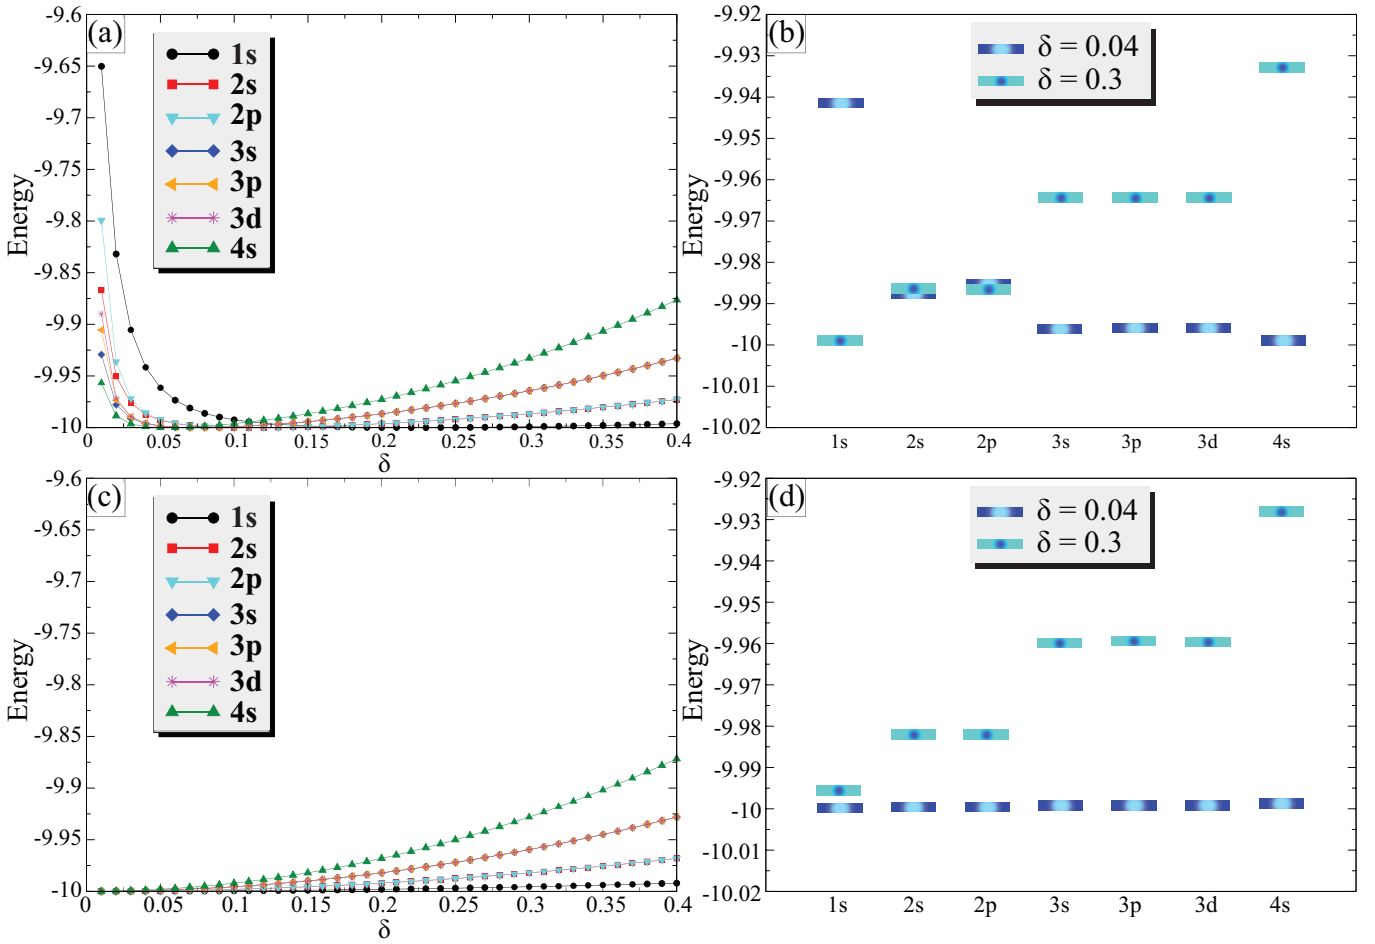 (a)
-9.6
-9.65
-9.7
-9.75
-9.8
-9.85
-9.9
-9.95
-10
Energy
1s
2s
2p
3s
3p
3d
4s
0 0.05 0.1 0.15 0.2 0.25 0.3 0.35 0.4
δ
(b)
-9.92
-9.93
-9.94
-9.95
-9.96
-9.97
-9.98
-9.99
-10
-10.01
-10.02
Energy
δ = 0.04
δ = 0.3
1s 2s 2p 3s 3p 3d 4s
(c)
-9.6
-9.65
-9.7
-9.75
-9.8
-9.85
-9.9
-9.95
-10
Energy
1s
2s
2p
3s
3p
3d
4s
0 0.05 0.1 0.15 0.2 0.25 0.3 0.35 0.4
δ
(d)
-9.92
-9.93
-9.94
-9.95
-9.96
-9.97
-9.98
-9.99
-10
-10.01
-10.02
Energy
δ = 0.04
δ = 0.3
1s 2s 2p 3s 3p 3d 4s